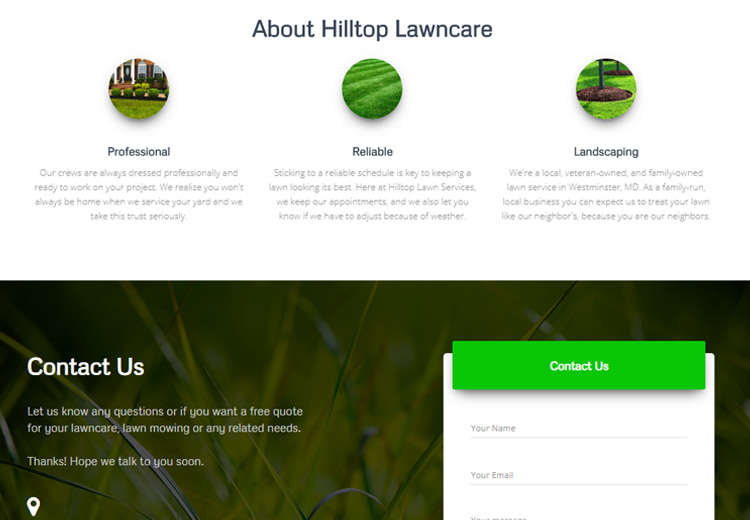 About Hilltop Lawncare
Professional
Our crews are always dressed professionally and
ready to work on your project. We realize you won't
always be home when we service your yard and we
take this trust seriously.
Reliable
Sticking to a reliable schedule is key to keeping a
lawn looking its best. Here at Hilltop Lawn Services,
we keep our appointments, and we also let you
know if we have to adjust because of weather.
Landscaping
We're a local, veteran-owned, and family-owned
lawn service in Westminster, MD. As a family-run,
local business you can expect us to treat your lawn
like our neighbor's, because you are our neighbors.
Contact Us
Let us know any questions or if you want a free quote
for your lawncare, lawn mowing or any related needs.
Thanks! Hope we talk to you soon.
Contact Us
Your Name
Your Email
Your message